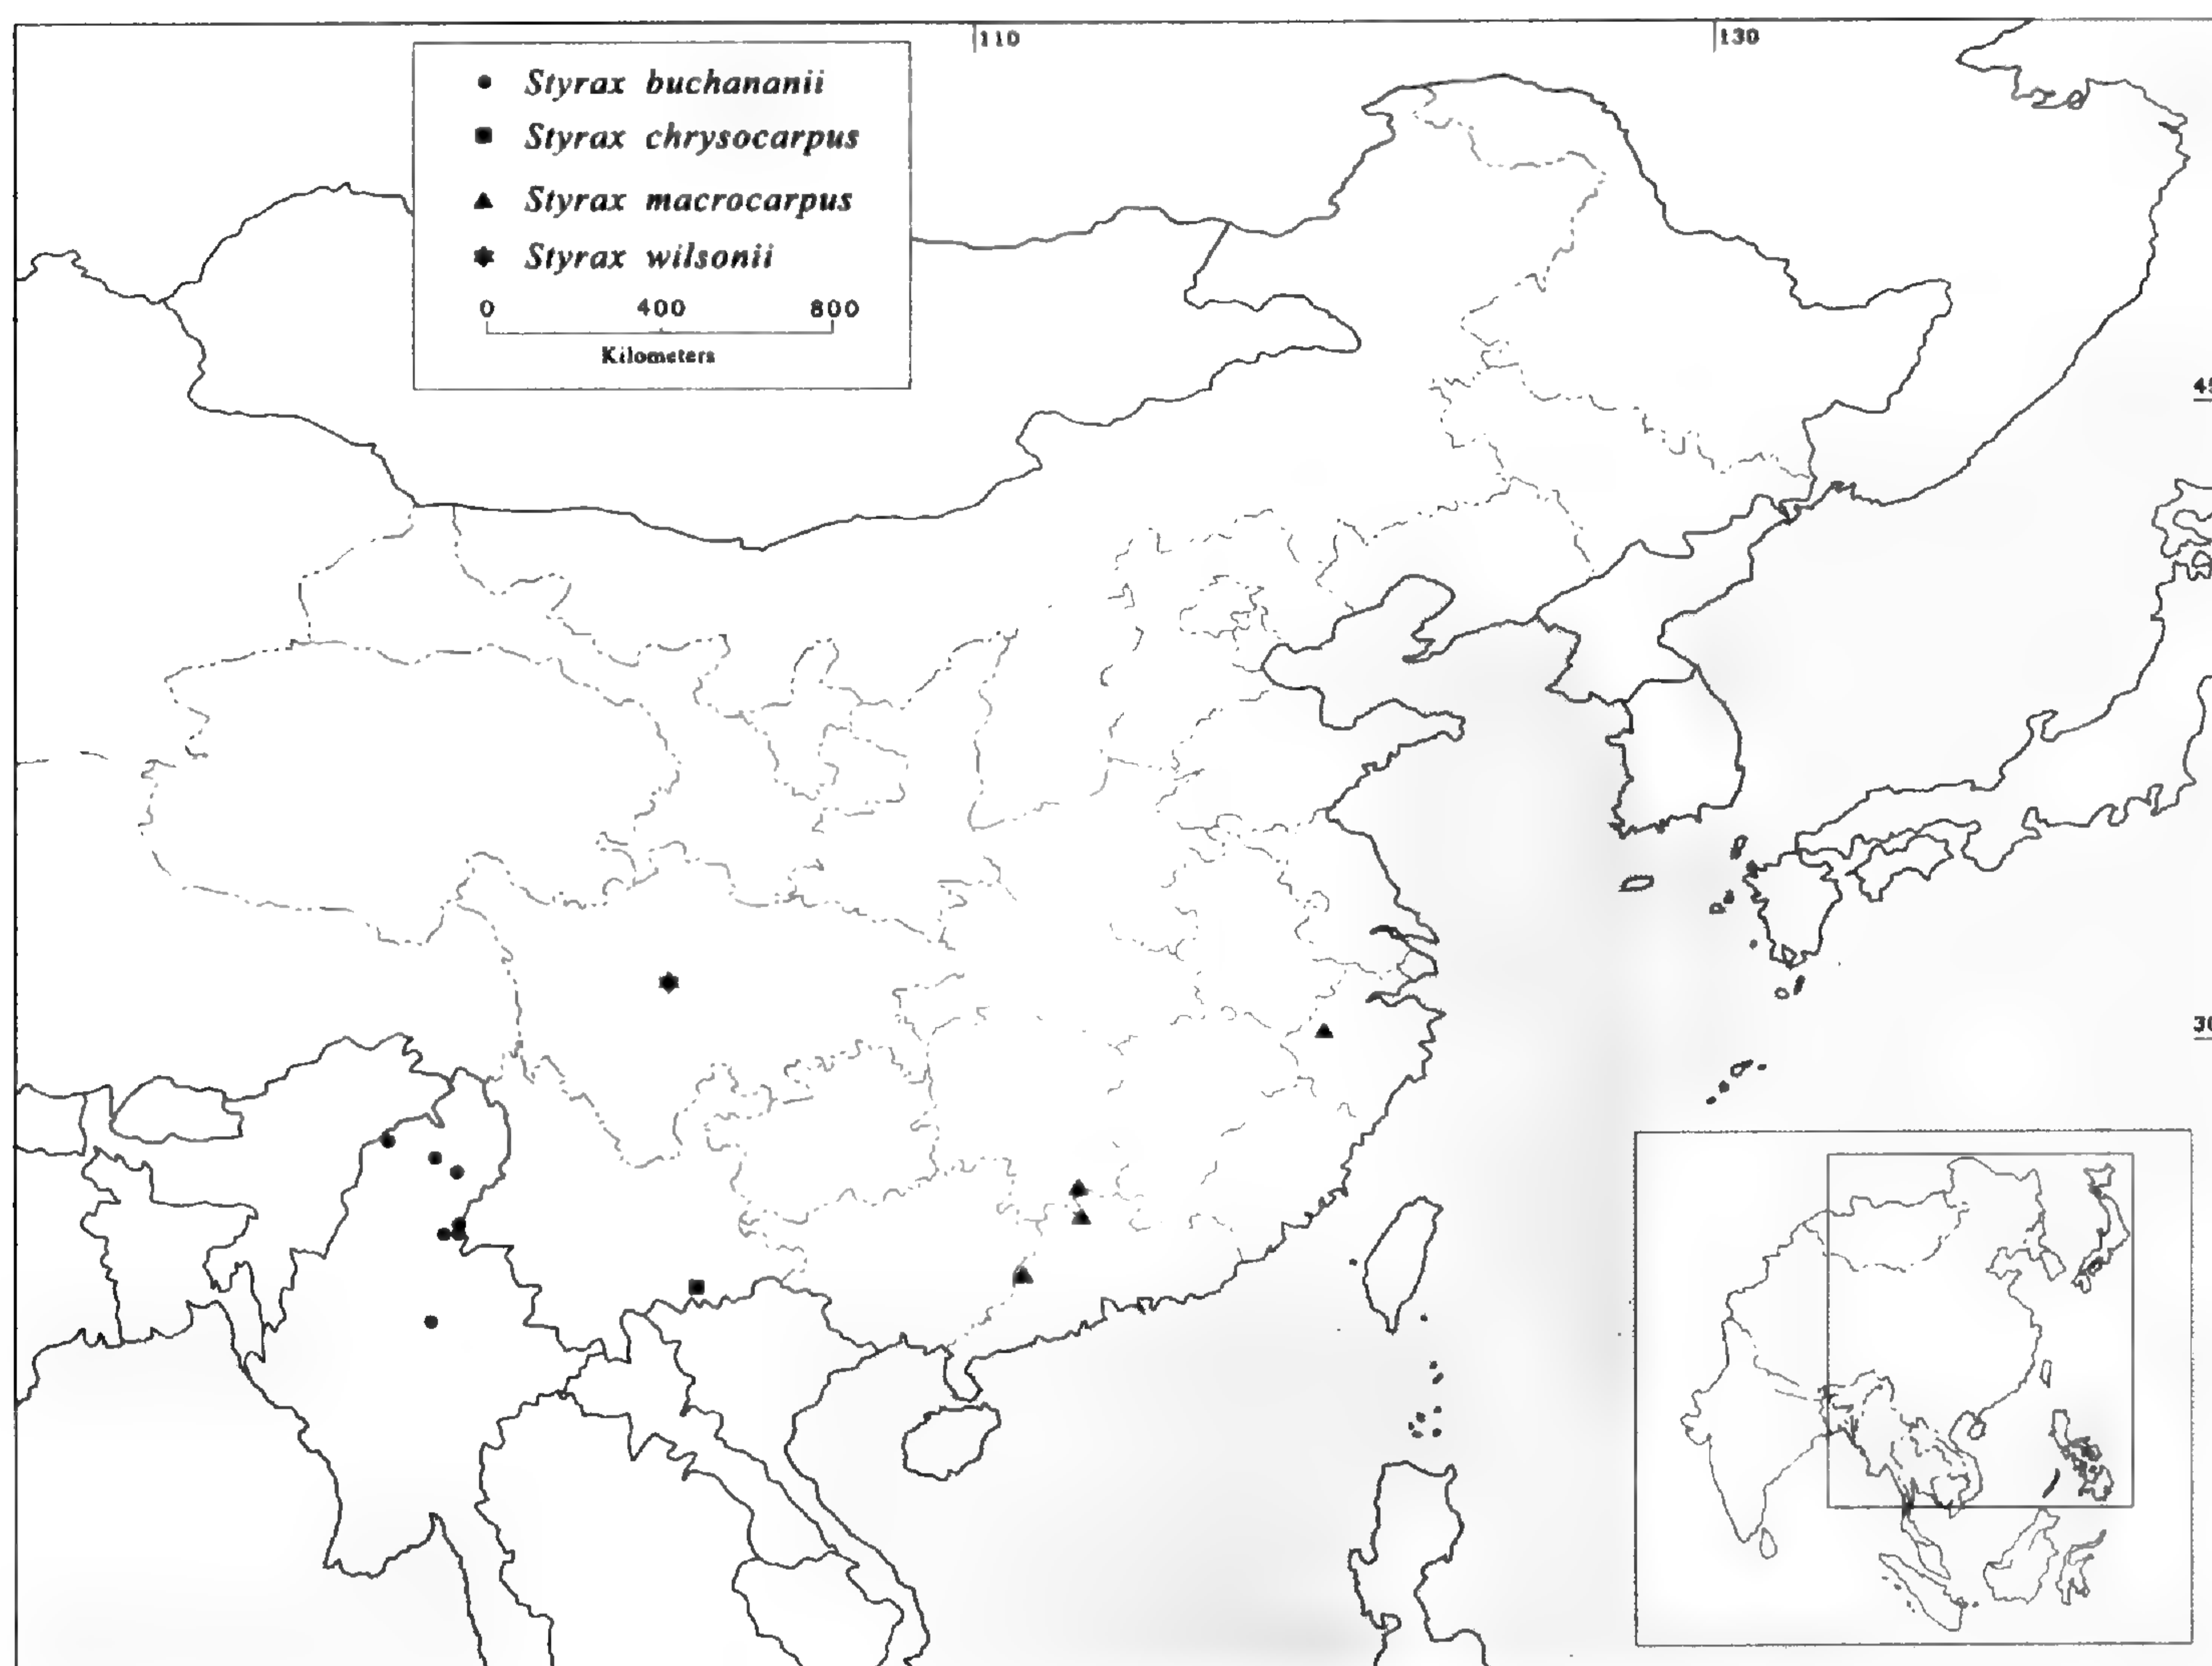 110
130
Styrax buchananii
Styrax chrysocarpus
Styrax macrocarpus
Styrax wilsonii
0 400 800
Kilometers